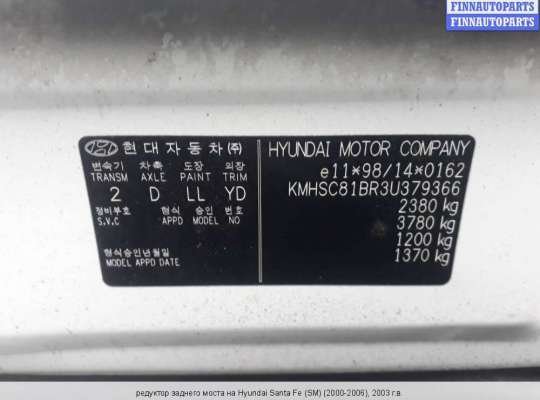 FINNAUTOPARTS
FINNAUTOPARTS
현대자동차㈜
변속기 차축 도장 외장
TRANSM AXLE PAINT TRIM
2 D LL YD
정비부호 형식 승인 번호
S.V.C APPD MODEL NO
형식승인년월일
MODEL APPD DATE
HYUNDAI MOTOR COMPANY
e11*98/14*0162
KMHSC81BR3U379366
2380 kg
3780 kg
1200 kg
1370 kg
редуктор заднего моста на Hyundai Santa Fe (SM) (2000-2006), 2003 г.в.